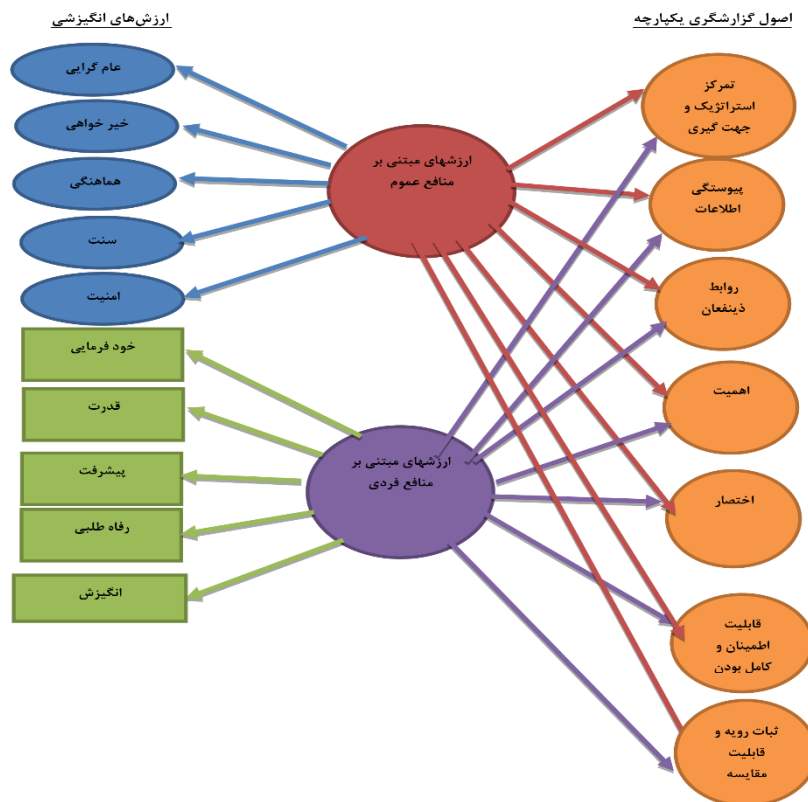 اصول گزارشگری یکپارچه
ارزش‌های انگیزشی
تمرکز
استراتژیک و
جهت گیری
پیوستگی
اطلاعات
روابط
ذینفعان
اهمیت
اختصار
قابلیت
اطمینان و
کامل بودن
ثبات رویه و
قابلیت
مقایسه
ارزشهای مبتنی بر
منافع عموم
ارزشهای مبتنی بر
منافع فردی
عام گرایی
خیر خواهی
هماهنگی
سنت
امنیت
خود فرمایی
قدرت
پیشرفت
رفاه طلبی
انگیزش